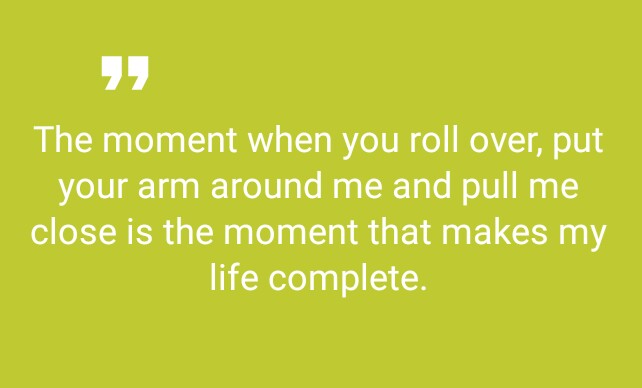 ”
The moment when you roll over, put
your arm around me and pull me
close is the moment that makes my
life complete.